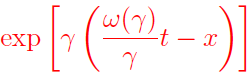 exp [ γ ( ω(γ)/γ t − x ) ]